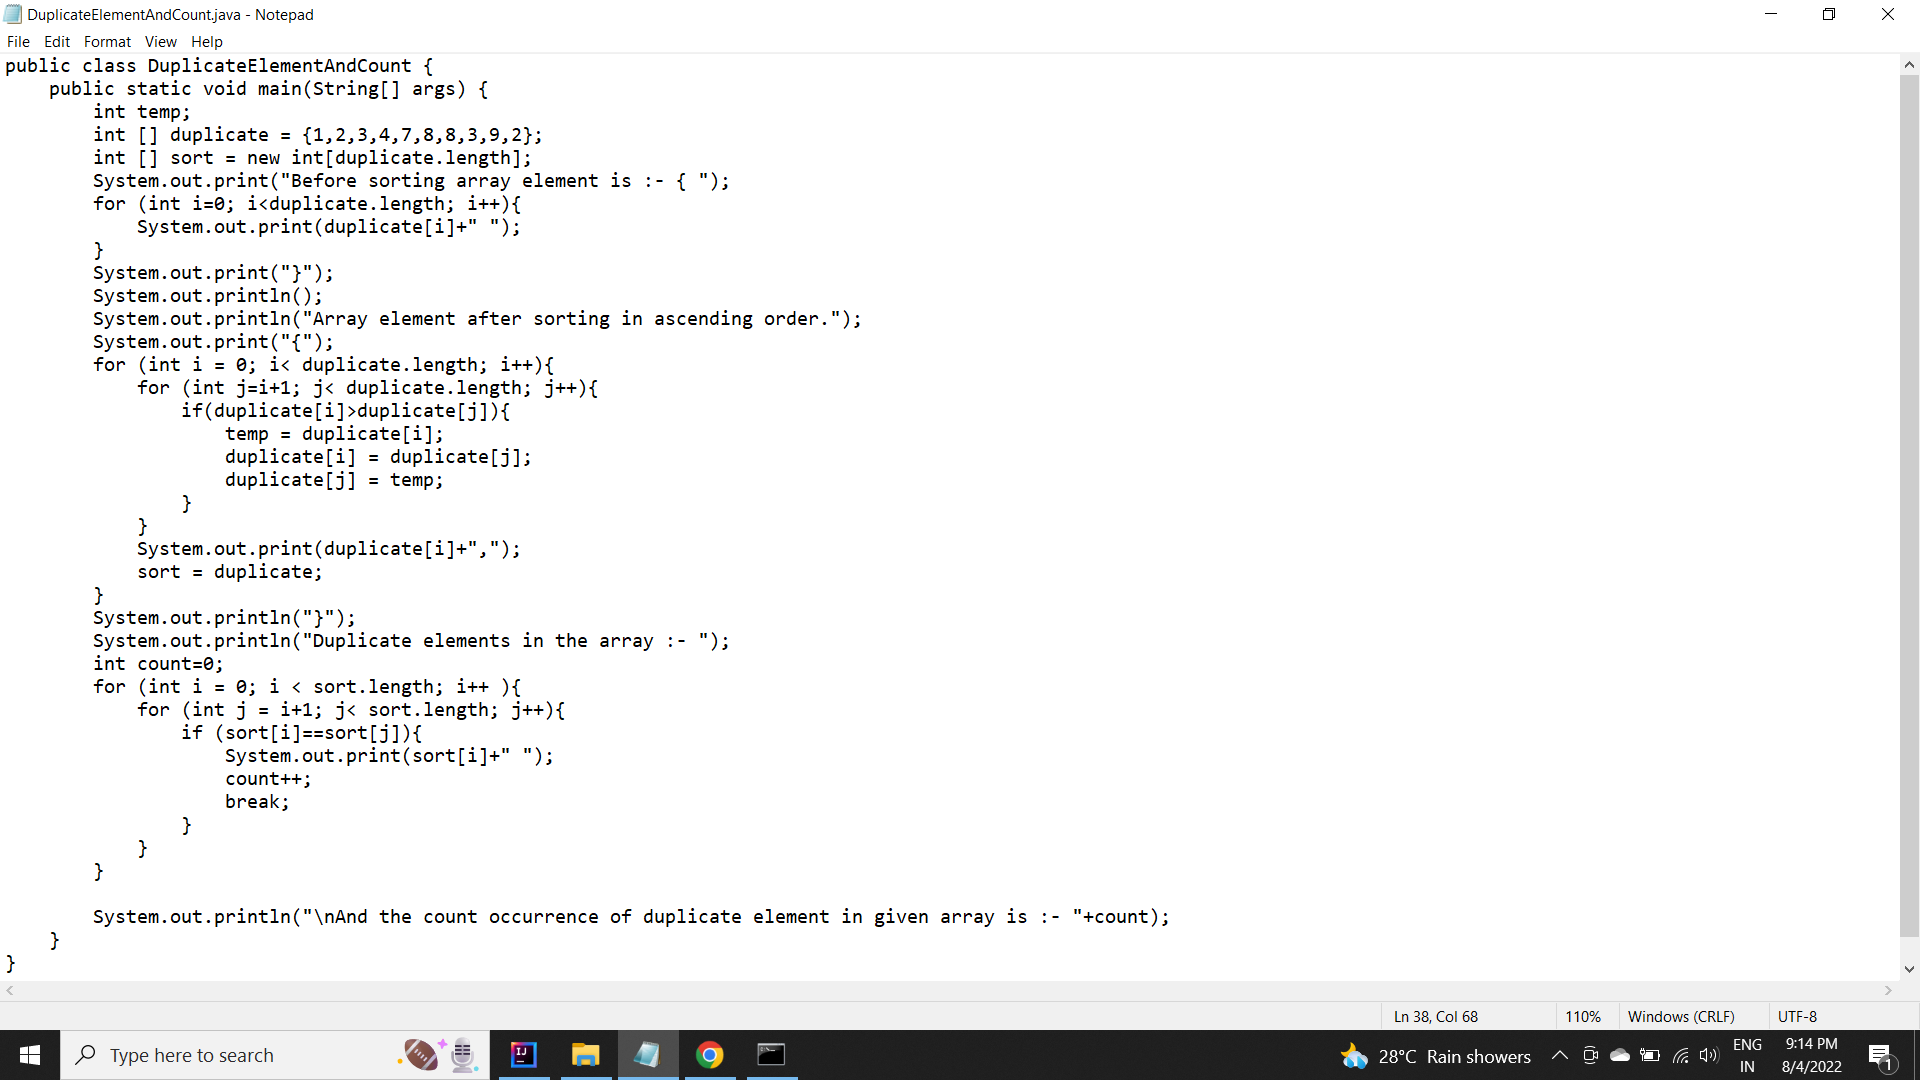 DuplicateElementAndCount.java - Notepad
File Edit Format View Help
public class DuplicateElementAndCount {
    public static void main(String[] args) {
        int temp;
        int [] duplicate = {1,2,3,4,7,8,8,3,9,2};
        int [] sort = new int[duplicate.length];
        System.out.print("Before sorting array element is :- { ");
        for (int i=0; i<duplicate.length; i++){
            System.out.print(duplicate[i]+" ");
        }
        System.out.print("}");
        System.out.println();
        System.out.println("Array element after sorting in ascending order.");
        System.out.print("{");
        for (int i = 0; i< duplicate.length; i++){
            for (int j=i+1; j< duplicate.length; j++){
                if(duplicate[i]>duplicate[j]){
                    temp = duplicate[i];
                    duplicate[i] = duplicate[j];
                    duplicate[j] = temp;
                }
            }
            System.out.print(duplicate[i]+",");
            sort = duplicate;
        }
        System.out.println("}");
        System.out.println("Duplicate elements in the array :- ");
        int count=0;
        for (int i = 0; i < sort.length; i++ ){
            for (int j = i+1; j< sort.length; j++){
                if (sort[i]==sort[j]){
                    System.out.print(sort[i]+" ");
                    count++;
                    break;
                }
            }
        }

        System.out.println("\nAnd the count occurrence of duplicate element in given array is :- "+count);
    }
}
Ln 38, Col 68 110% Windows (CRLF) UTF-8
Type here to search
IJ
28°C Rain showers
ENG
IN
9:14 PM
8/4/2022
1